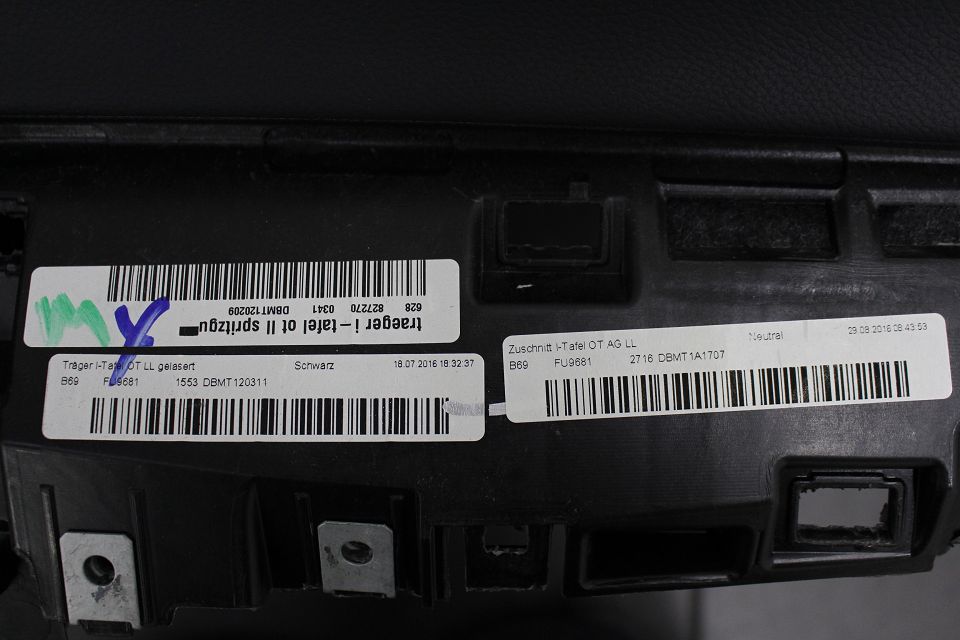 traeger i-tafel ot ll spritzgu
827270 0341 DBMT120209
628
Träger I-Tafel OT LL gelasert Schwarz 18.07.2016 18:32:37
B69 FU9681 1553 DBMT120311
Zuschnitt I-Tafel OT AG LL Neutral 29.08.2016 08:43:53
B69 FU9681 2716 DBMT1A1707